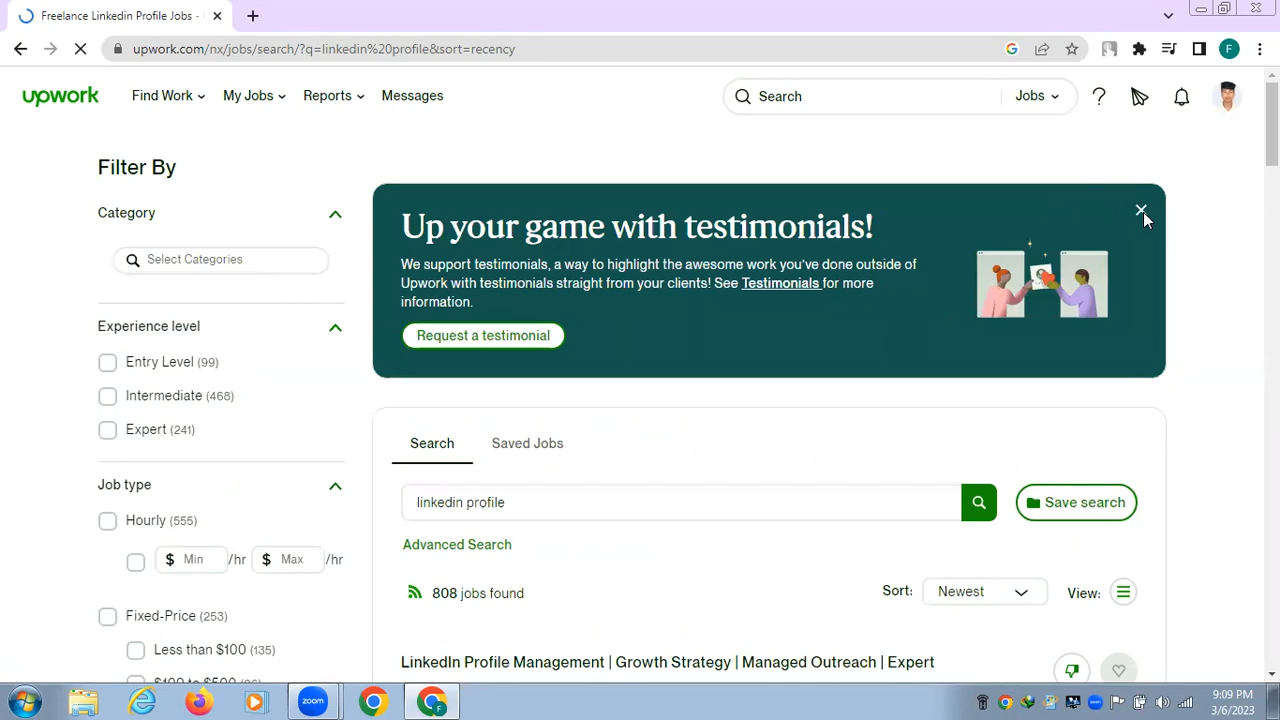 Freelance Linkedin Profile Jobs -
upwork.com/nx/jobs/search/?q=linkedin%20profile&sort=recency
F
upwork Find Work My Jobs Reports Messages Search Jobs
Filter By
Category
Select Categories
Experience level
Entry Level (99)
Intermediate (468)
Expert (241)
Job type
Hourly (555)
$ Min /hr $ Max /hr
Fixed-Price (253)
Less than $100 (135)
Up your game with testimonials!
We support testimonials, a way to highlight the awesome work you've done outside of
Upwork with testimonials straight from your clients! See Testimonials for more
information.
Request a testimonial
Search Saved Jobs
linkedin profile Save search
Advanced Search
808 jobs found Sort: Newest View:
LinkedIn Profile Management | Growth Strategy | Managed Outreach | Expert
zoom
F
9:09 PM
3/6/2023